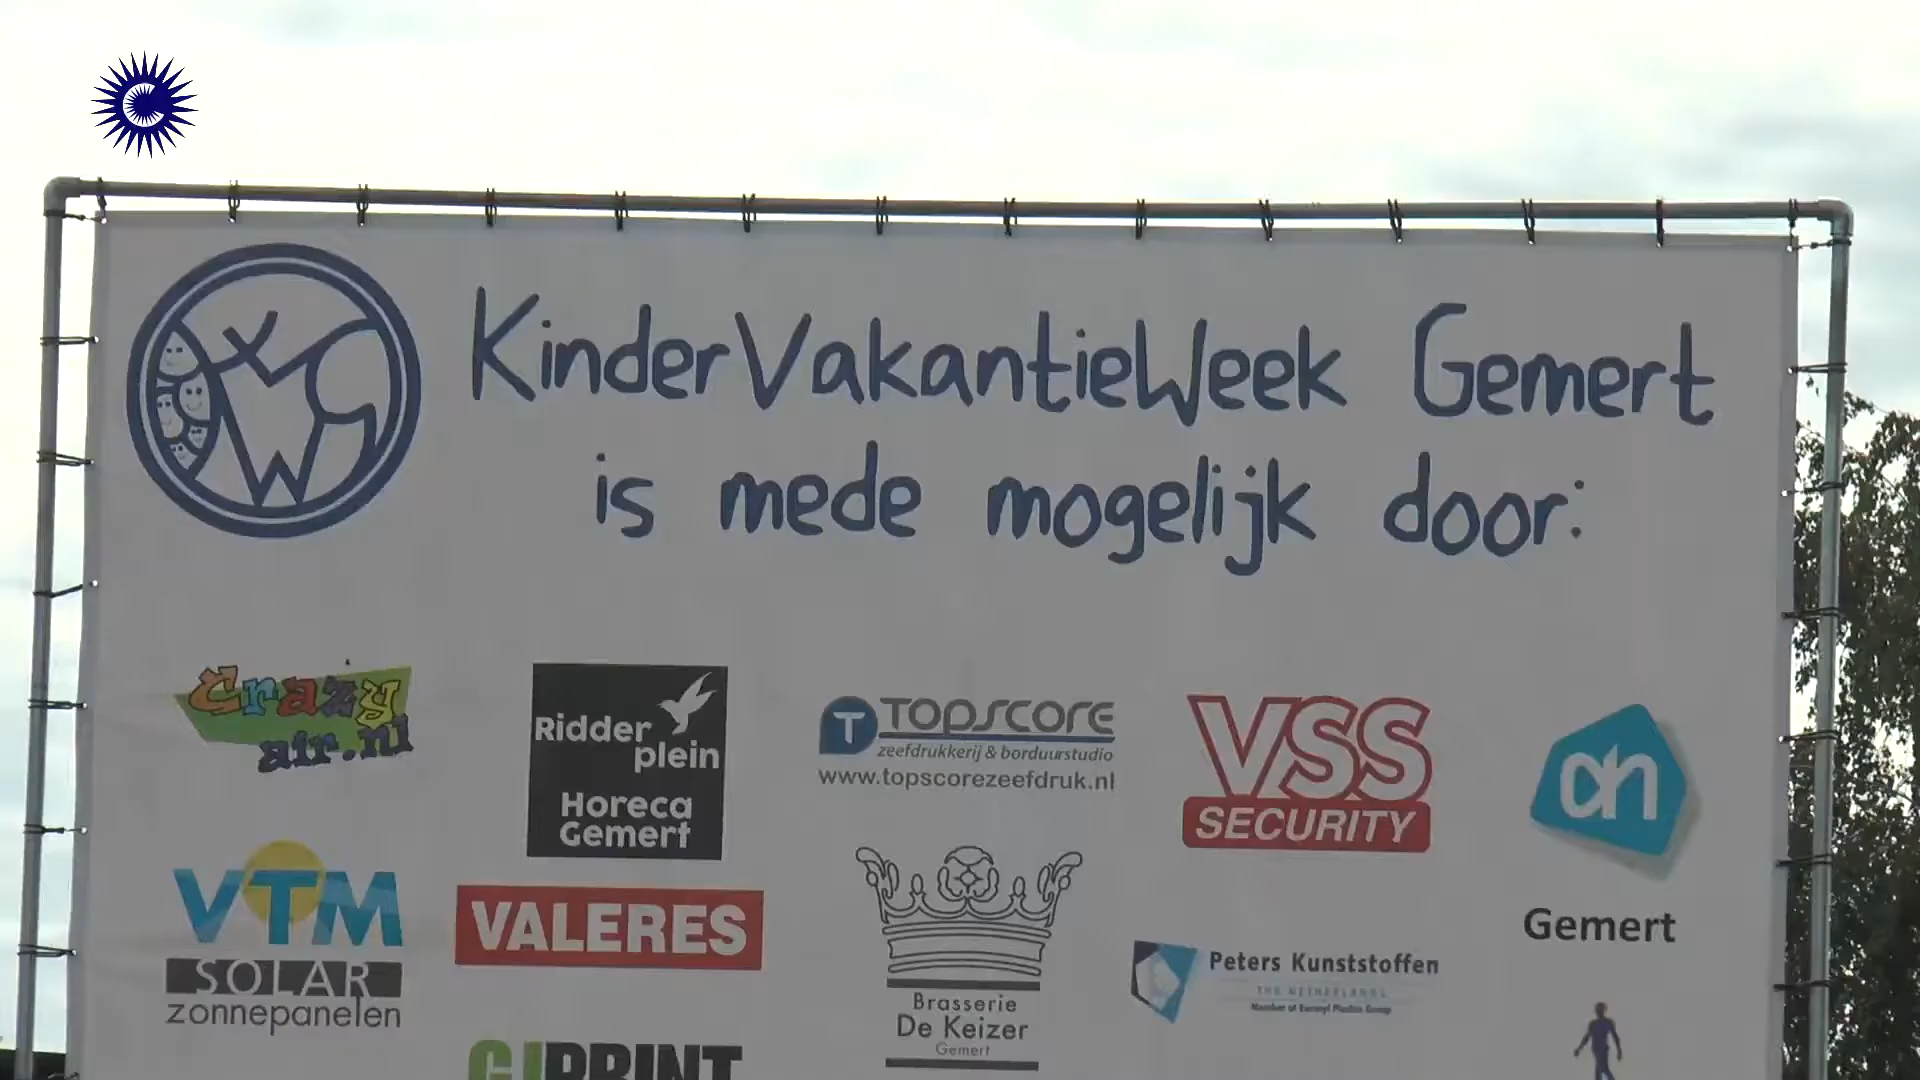 KinderVakantieWeek Gemert
is mede mogelijk door:
Crazy
air.nl
Ridder
plein
Horeca
Gemert
T Topscore
zeefdrukkerij & borduurstudio
www.topscorezeefdruk.nl
VSS
SECURITY
ah
Gemert
VTM
SOLAR
zonnepanelen
VALERES
Brasserie
De Keizer
Gemert
Peters Kunststoffen
THE NETHERLANDS
PRINT